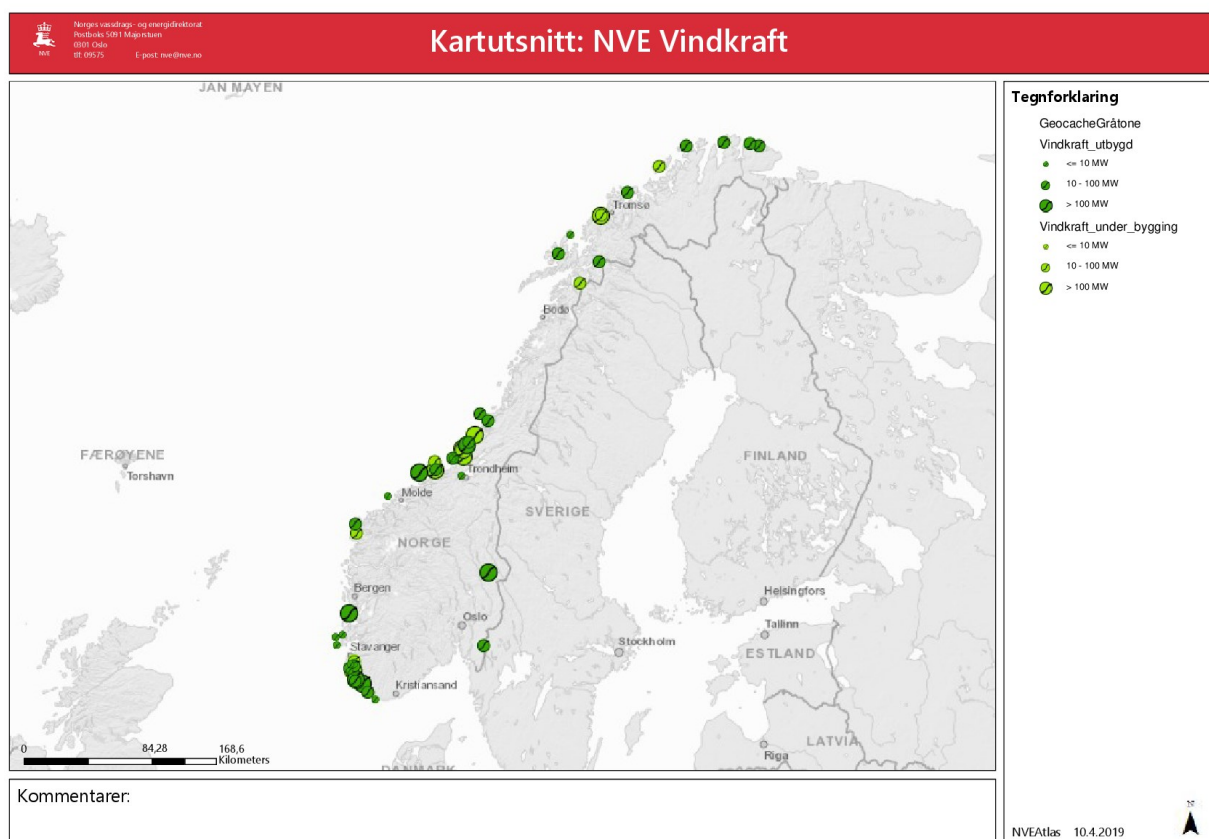 Norges vassdrags- og energidirektorat
Postboks 5091 Majorstuen
0301 Oslo
tlf: 09575 E-post: nve@nve.no
NVE
Kartutsnitt: NVE Vindkraft
JAN MAYEN
Tromsø
Bodø
FÆRØYENE
Torshavn
Trondheim
Molde
FINLAND
SVERIGE
NORGE
Bergen
Helsingfors
Oslo
Tallinn
Stockholm
Stavanger
ESTLAND
Kristiansand
LATVIA
Riga
DANMARK
0 84,28 168,6
Kilometers
Tegnforklaring
GeocacheGråtone
Vindkraft_utbygd
<= 10 MW
10 - 100 MW
> 100 MW
Vindkraft_under_bygging
<= 10 MW
10 - 100 MW
> 100 MW
Kommentarer:
N
NVEAtlas 10.4.2019